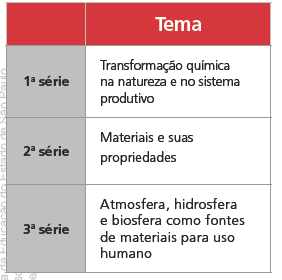 Tema
1ª série
Transformação química
na natureza e no sistema
produtivo
2ª série
Materiais e suas
propriedades
3ª série
Atmosfera, hidrosfera
e biosfera como fontes
de materiais para uso
humano
da Educação do Estado de São Paulo